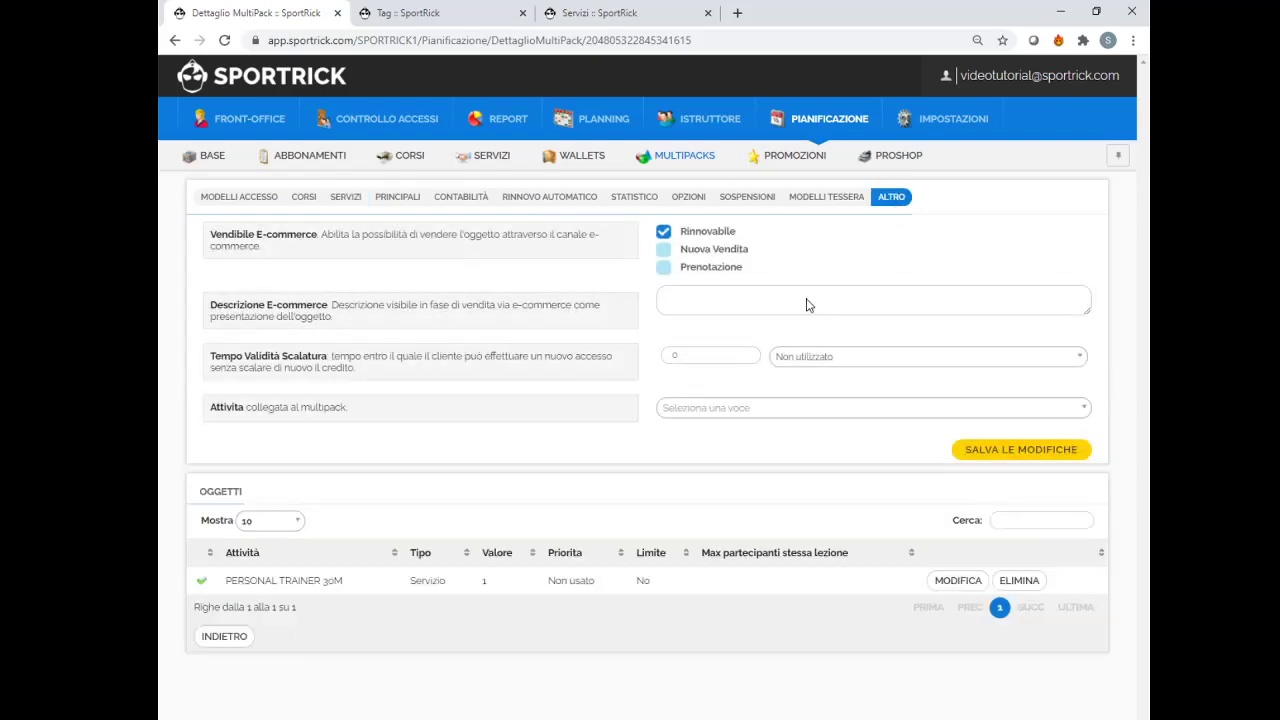 Dettaglio MultiPack :: SportRick
Tag :: SportRick
Servizi :: SportRick
app.sportrick.com/SPORTRICK1/Pianificazione/DettaglioMultiPack/204805322845341615
S
SPORTRICK
videotutorial@sportrick.com
FRONT-OFFICE CONTROLLO ACCESSI REPORT PLANNING ISTRUTTORE PIANIFICAZIONE IMPOSTAZIONI
BASE ABBONAMENTI CORSI SERVIZI WALLETS MULTIPACKS PROMOZIONI PROSHOP
MODELLI ACCESSO CORSI SERVIZI PRINCIPALI CONTABILITÀ RINNOVO AUTOMATICO STATISTICO OPZIONI SOSPENSIONI MODELLI TESSERA ALTRO
Vendibile E-commerce. Abilita la possibilità di vendere l'oggetto attraverso il canale e-
commerce.
Rinnovabile
Nuova Vendita
Prenotazione
Descrizione E-commerce. Descrizione visibile in fase di vendita via e-commerce come
presentazione dell'oggetto.
Tempo Validità Scalatura: tempo entro il quale il cliente può effettuare un nuovo accesso
senza scalare di nuovo il credito.
0 Non utilizzato
Attivita collegata al multipack.
Seleziona una voce
SALVA LE MODIFICHE
OGGETTI
Mostra 10
Cerca:
Attività Tipo Valore Priorita Limite Max partecipanti stessa lezione
PERSONAL TRAINER 30M Servizio 1 Non usato No MODIFICA ELIMINA
Righe dalla 1 alla 1 su 1
PRIMA PREC 1 SUCC ULTIMA
INDIETRO